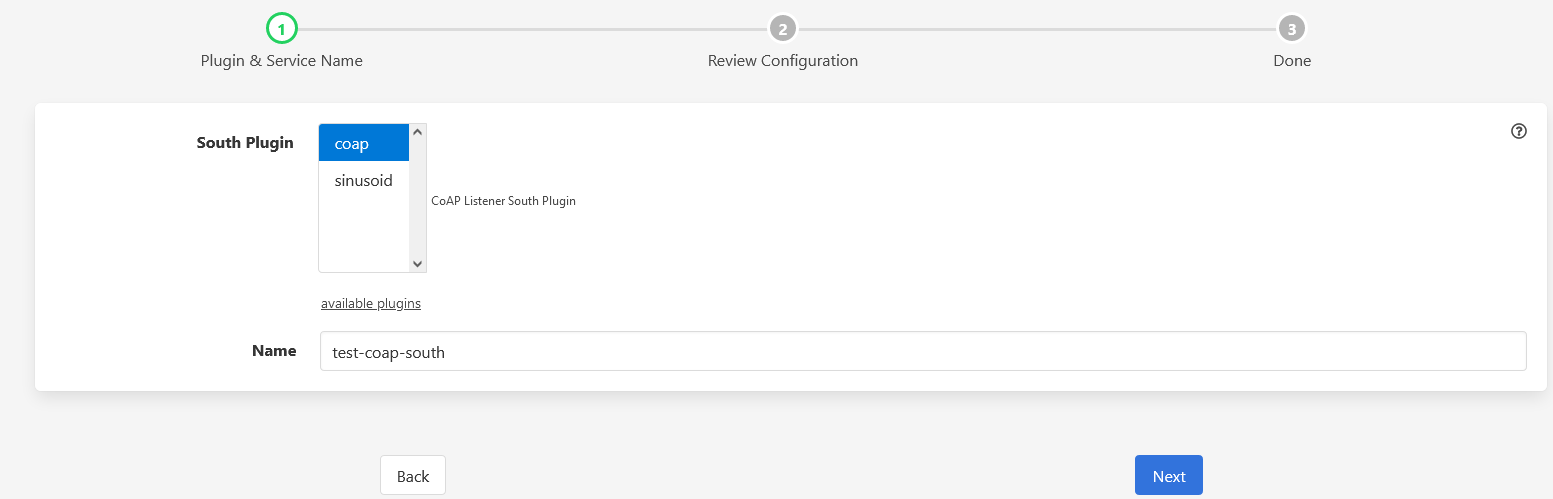 1
2
3
Plugin & Service Name
Review Configuration
Done
South Plugin
coap
sinusoid
CoAP Listener South Plugin
available plugins
Name
test-coap-south
Back
Next